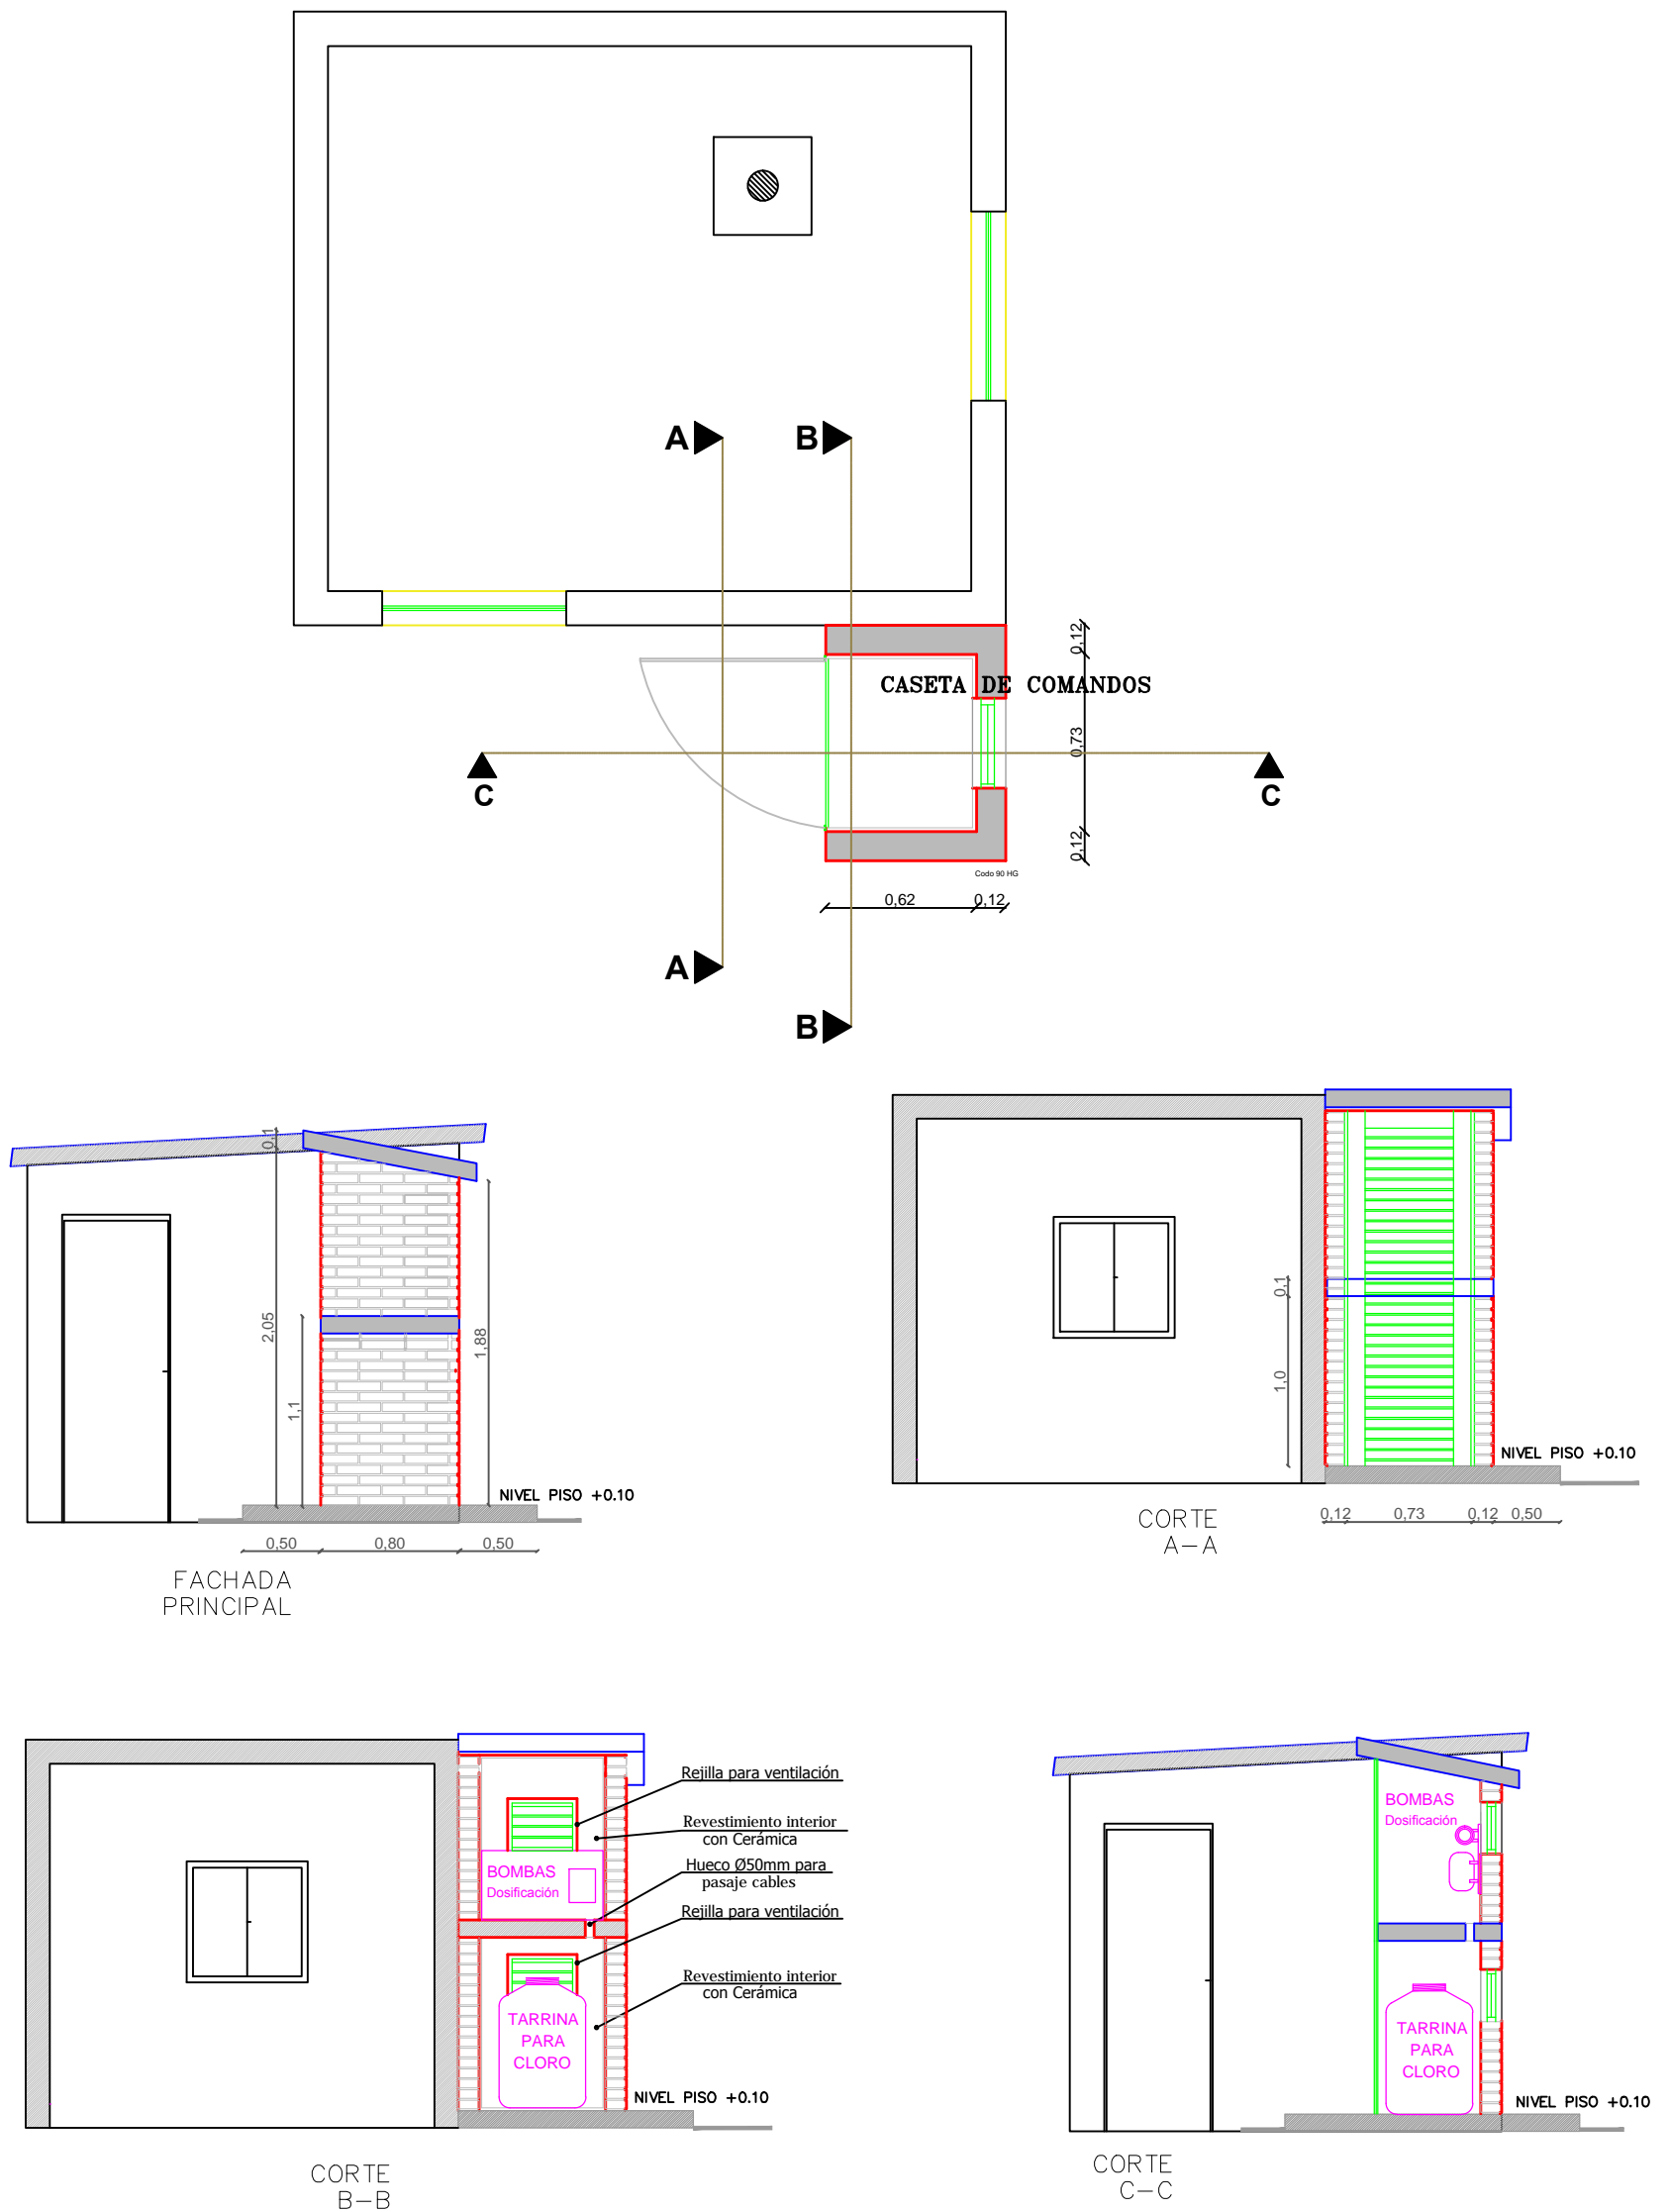 A
B
0,12
CASETA DE COMANDOS
0,73
C
C
0,12
Codo 90 HG
0,62
0,12
A
B
0,1
2,05
1,88
1,1
NIVEL PISO +0.10
0,50
0,80
0,50
FACHADA
PRINCIPAL
0,1
1,0
NIVEL PISO +0.10
0,12
0,73
0,12
0,50
CORTE
A-A
Rejilla para ventilación
Revestimiento interior
con Cerámica
BOMBAS
Dosificación
Hueco Ø50mm para
pasaje cables
Rejilla para ventilación
Revestimiento interior
con Cerámica
TARRINA
PARA
CLORO
NIVEL PISO +0.10
CORTE
B-B
BOMBAS
Dosificación
TARRINA
PARA
CLORO
NIVEL PISO +0.10
CORTE
C-C